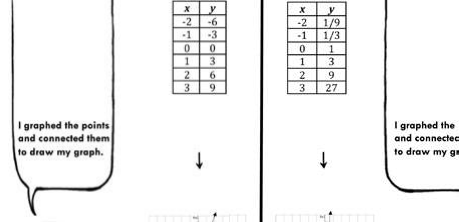 x y
-2 -6
-1 -3
0 0
1 3
2 6
3 9
x y
-2 1/9
-1 1/3
0 1
1 3
2 9
3 27
I graphed the points
and connected them
to draw my graph.
I graphed the
and connected
to draw my